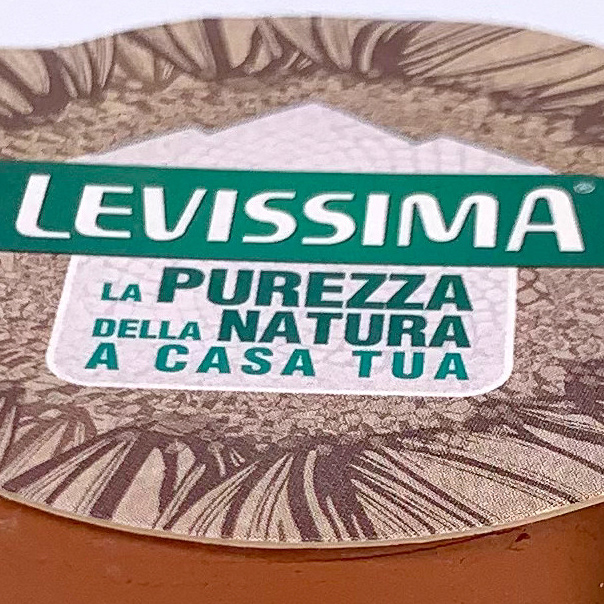 LEVISSIMA®
LA PUREZZA
DELLA NATURA
A CASA TUA